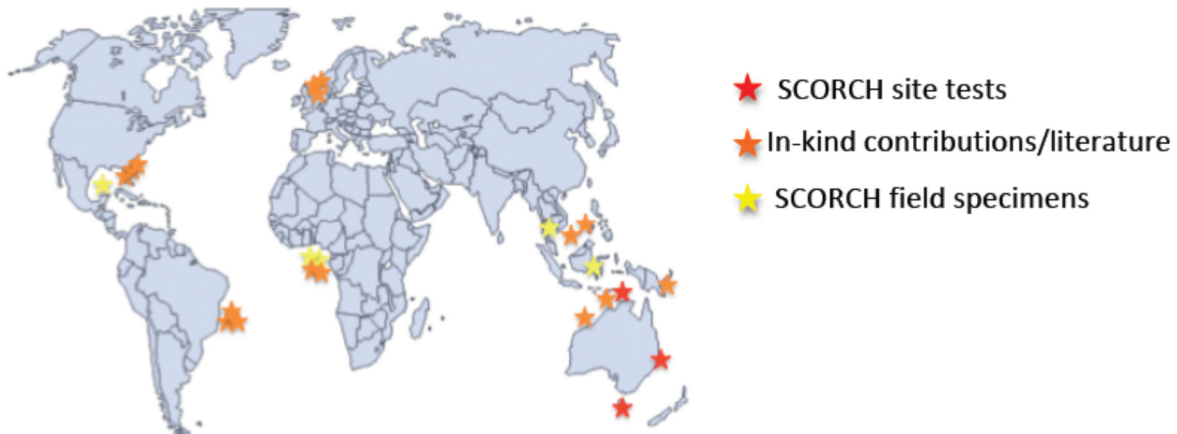 SCORCH site tests
In-kind contributions/literature
SCORCH field specimens